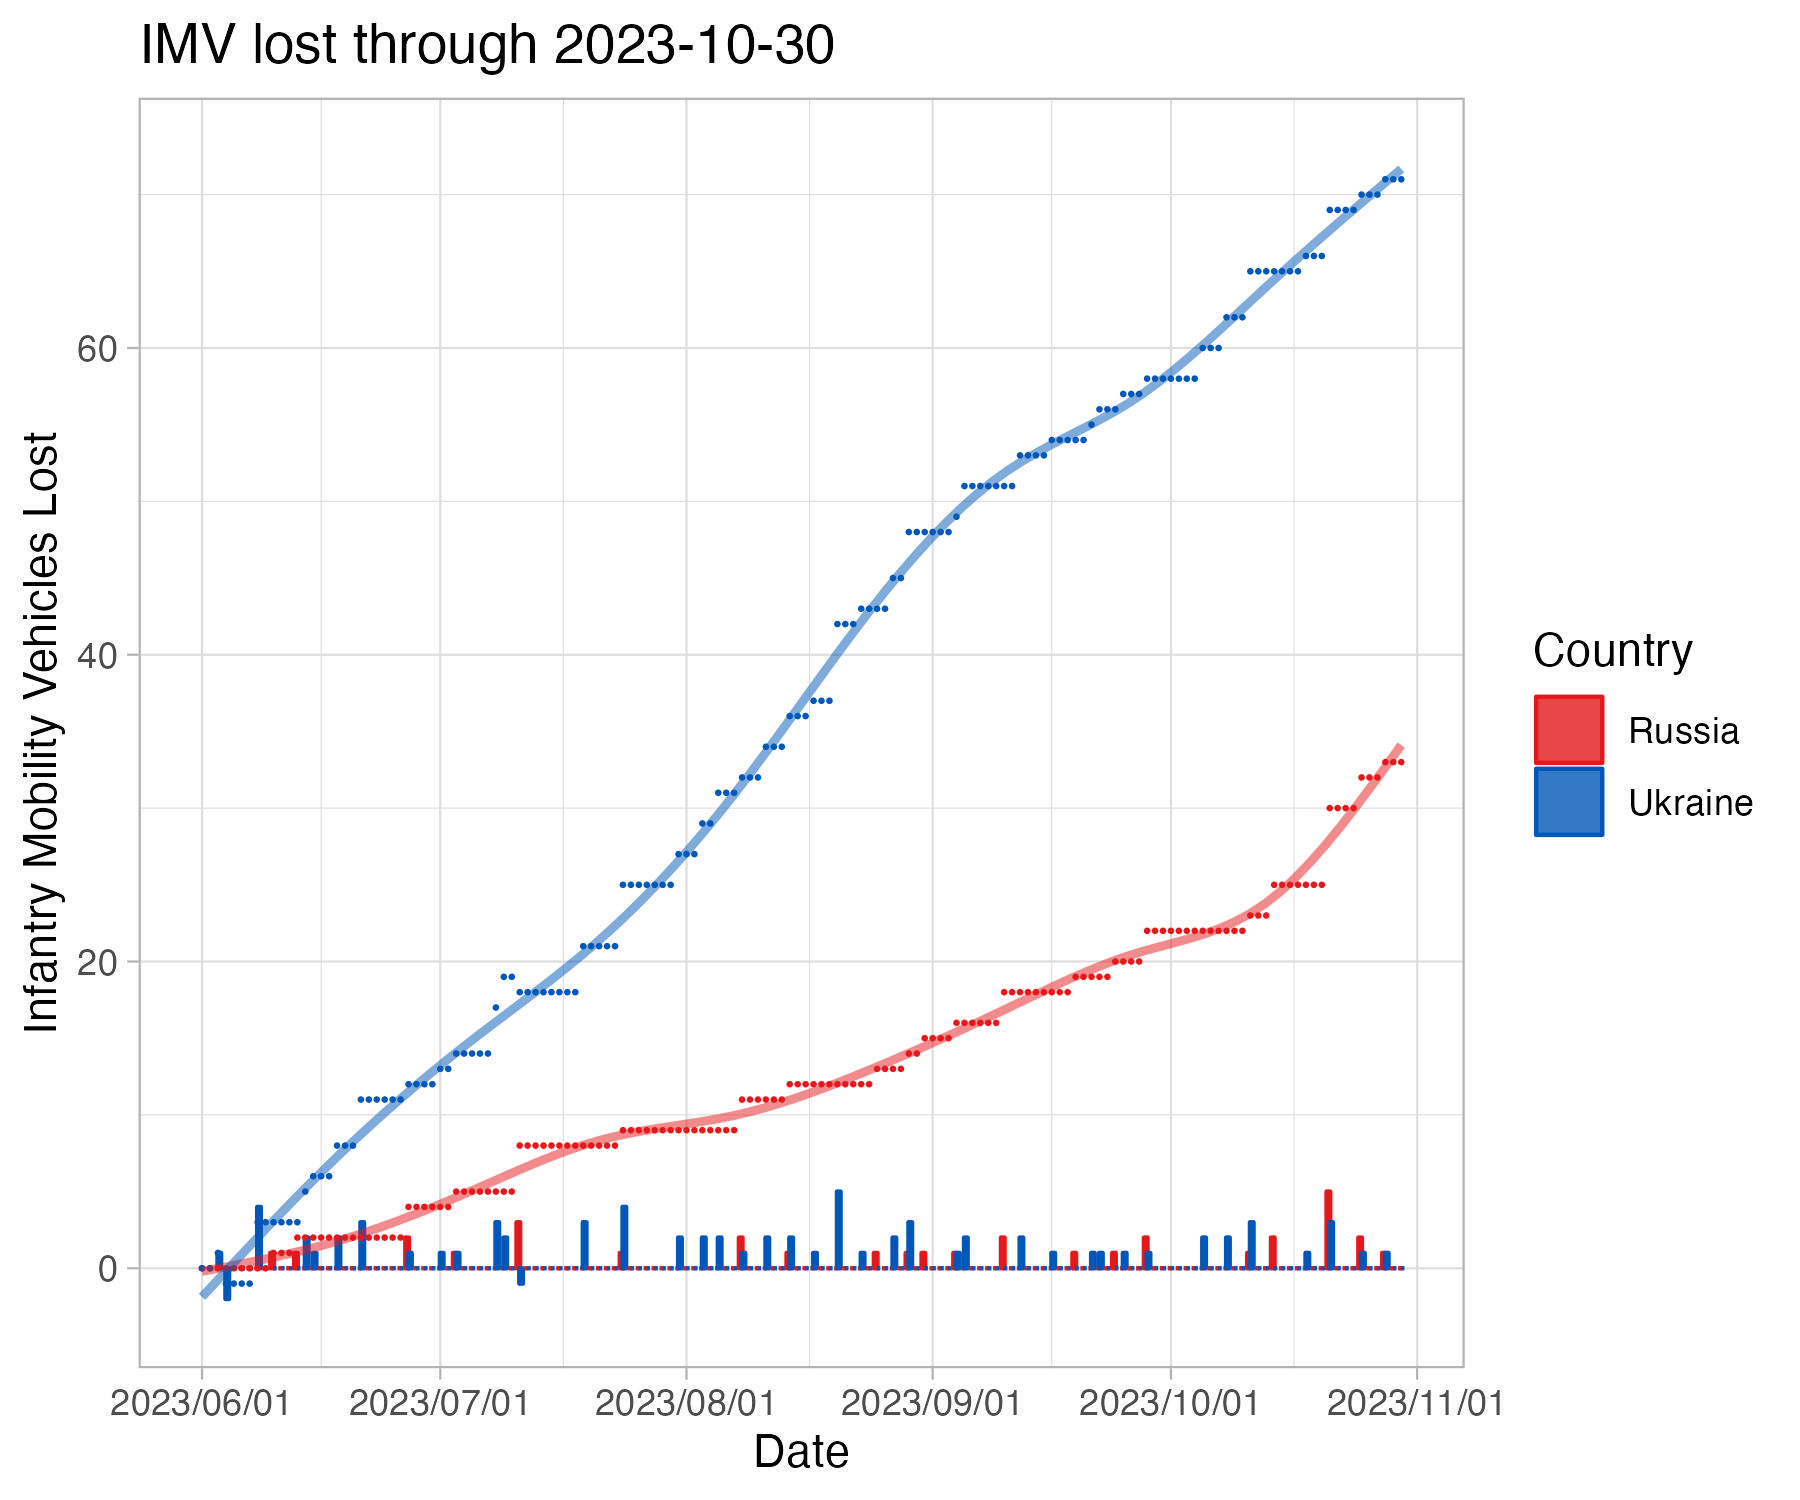 IMV lost through 2023-10-30
Infantry Mobility Vehicles Lost
60
40
20
0
2023/06/01
2023/07/01
2023/08/01
2023/09/01
2023/10/01
2023/11/01
Date
Country
Russia
Ukraine